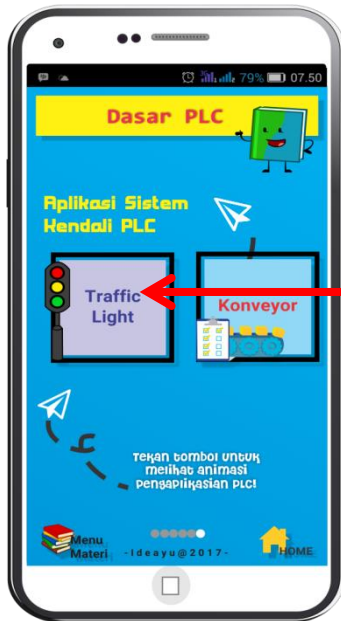 79% 07.50
Dasar PLC
Aplikasi Sistem
Kendali PLC
Traffic
Light
Konveyor
Tekan tombol untuk
melihat animasi
pengaplikasian PLC!
Menu
Materi
-Ideayu@2017-
HOME